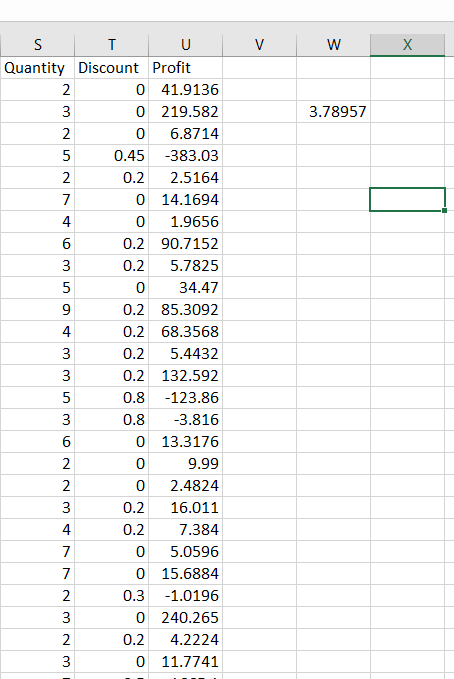 S T U V W X
Quantity Discount Profit
2 0 41.9136
3 0 219.582 3.78957
2 0 6.8714
5 0.45 -383.03
2 0.2 2.5164
7 0 14.1694
4 0 1.9656
6 0.2 90.7152
3 0.2 5.7825
5 0 34.47
9 0.2 85.3092
4 0.2 68.3568
3 0.2 5.4432
3 0.2 132.592
5 0.8 -123.86
3 0.8 -3.816
6 0 13.3176
2 0 9.99
2 0 2.4824
3 0.2 16.011
4 0.2 7.384
7 0 5.0596
7 0 15.6884
2 0.3 -1.0196
3 0 240.265
2 0.2 4.2224
3 0 11.7741